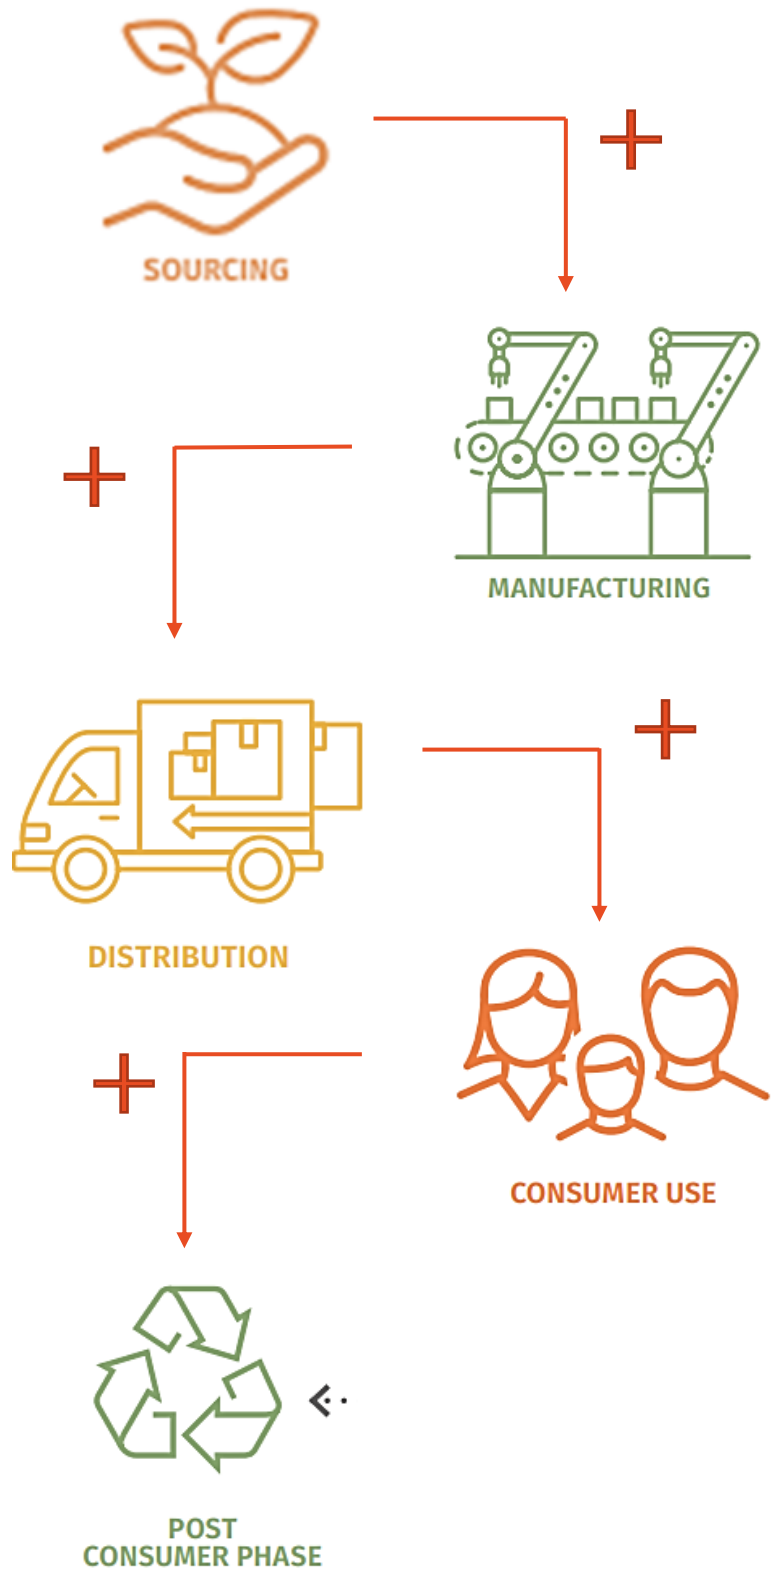 SOURCING
MANUFACTURING
DISTRIBUTION
CONSUMER USE
POST
CONSUMER PHASE